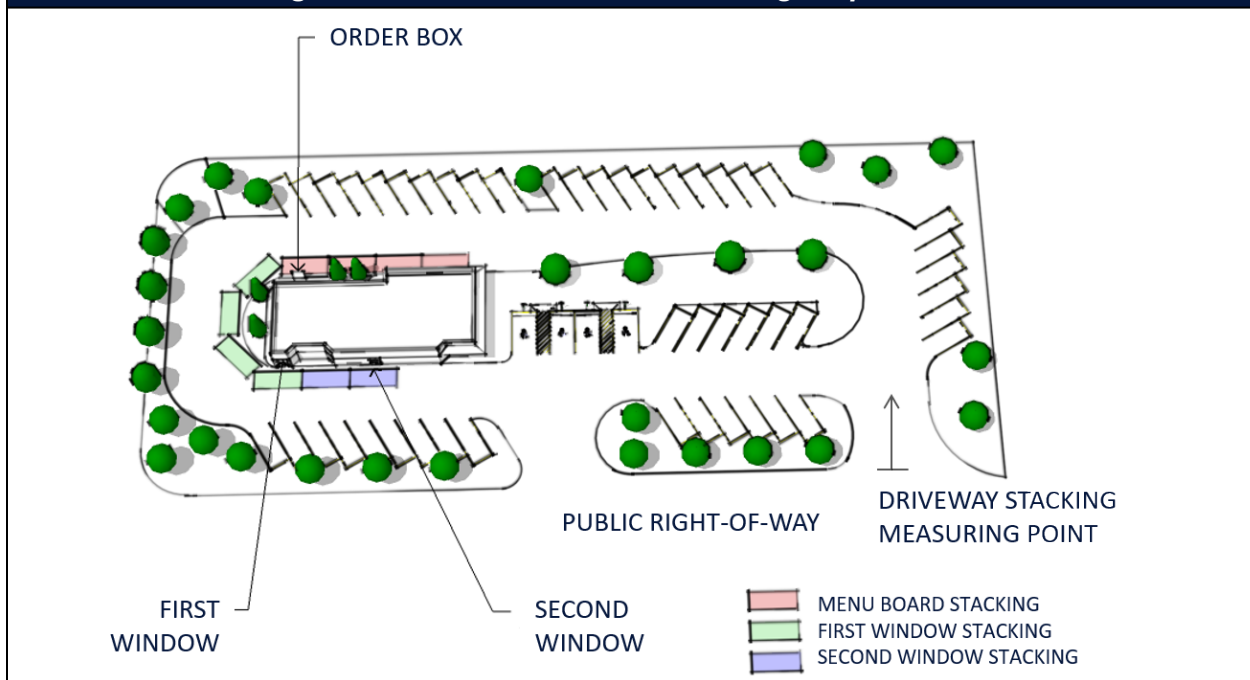 ORDER BOX
DRIVEWAY STACKING
MEASURING POINT
PUBLIC RIGHT-OF-WAY
FIRST
WINDOW
SECOND
WINDOW
MENU BOARD STACKING
FIRST WINDOW STACKING
SECOND WINDOW STACKING